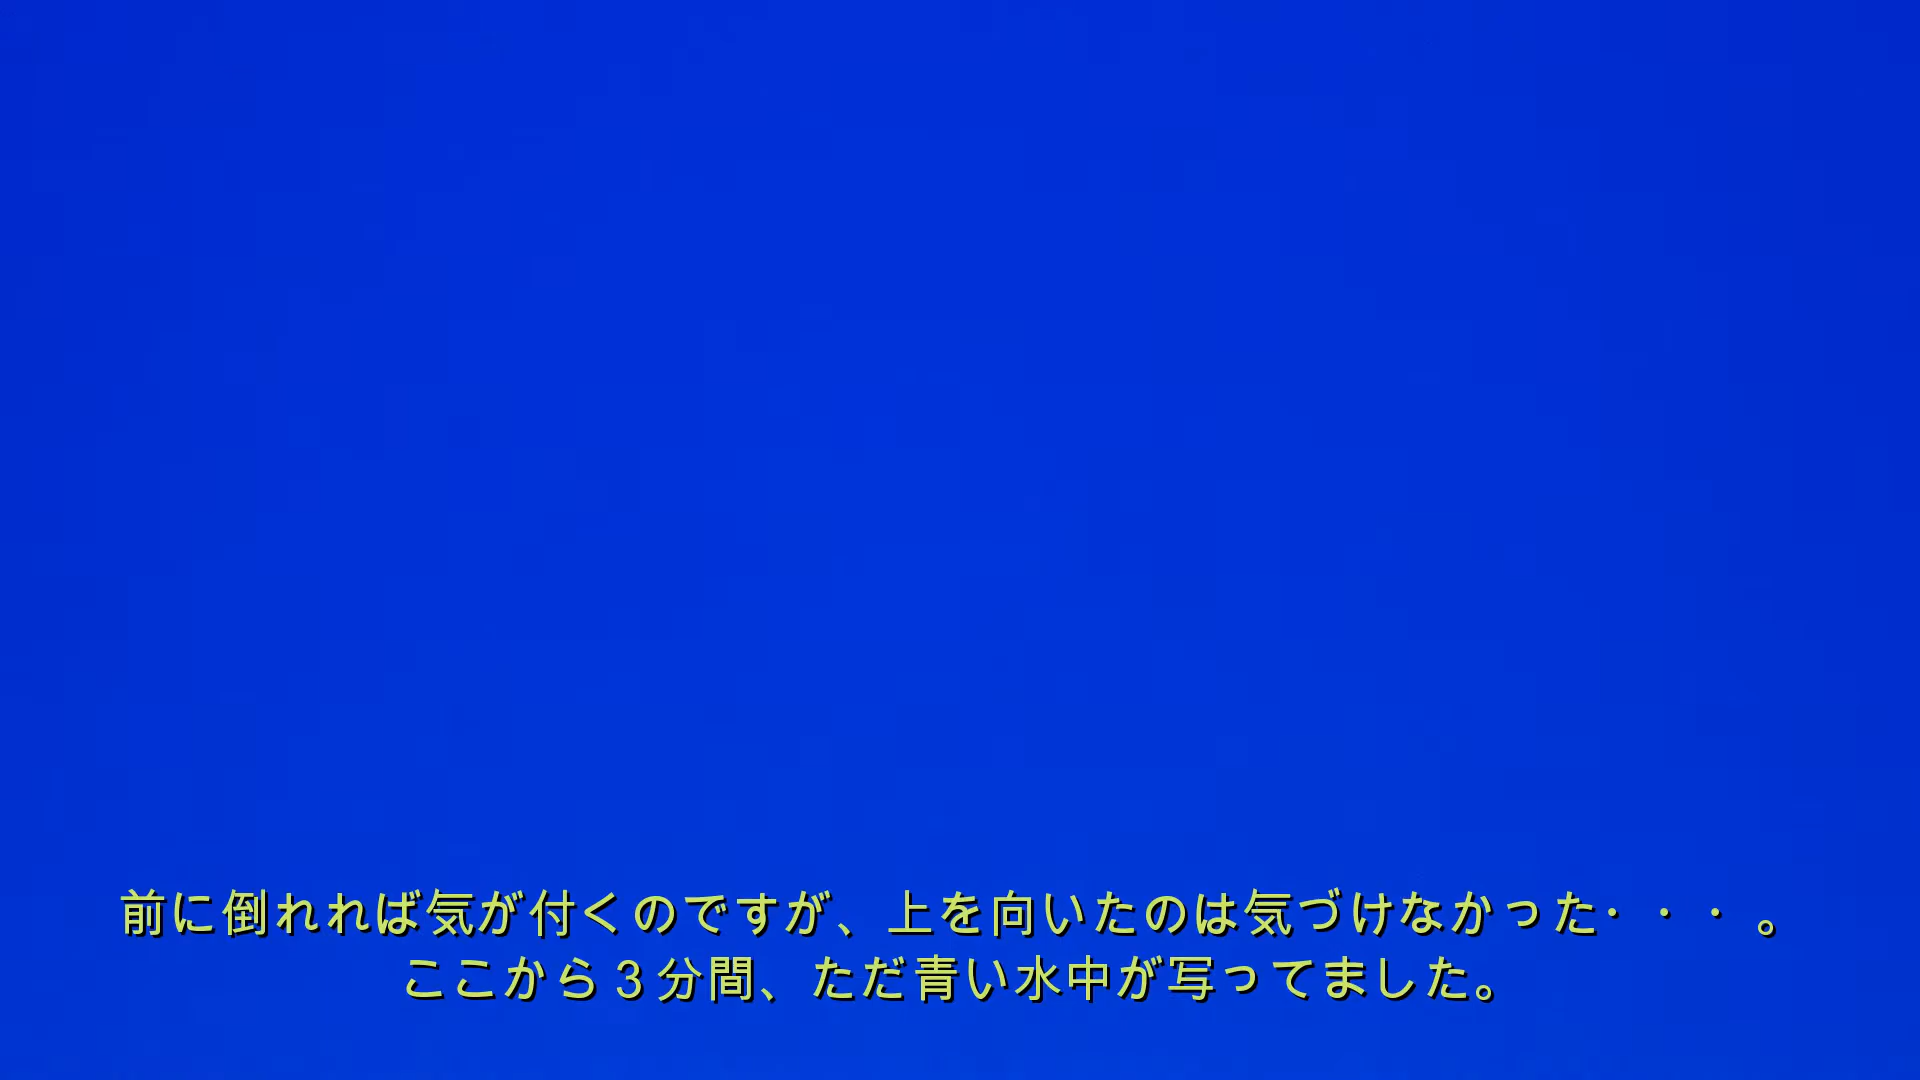 前に倒れれば気が付くのですが、上を向いたのは気づけなかった・・・。
ここから3分間、ただ青い水中が写ってました。